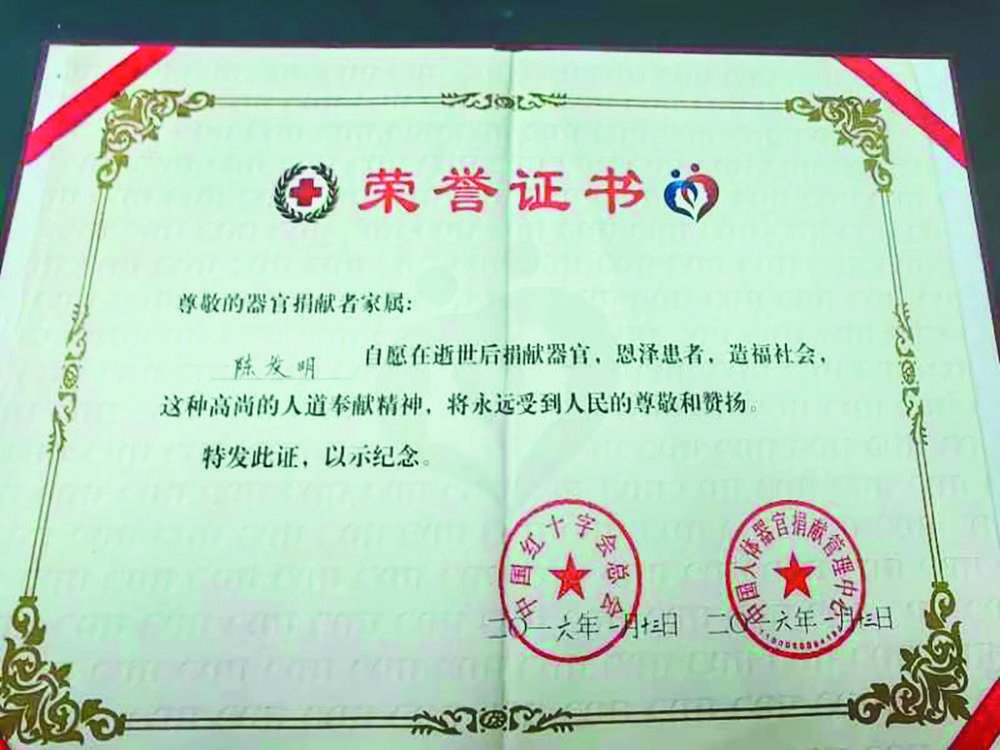 荣誉证书
尊敬的器官捐献者家属:
陈发明 自愿在逝世后捐献器官，恩泽患者，造福社会，
这种高尚的人道奉献精神，将永远受到人民的尊敬和赞扬。
特发此证，以示纪念。
中国红十字会总会
中国人体器官捐献管理中心
二〇一六年一月十三日
二〇一六年一月十三日